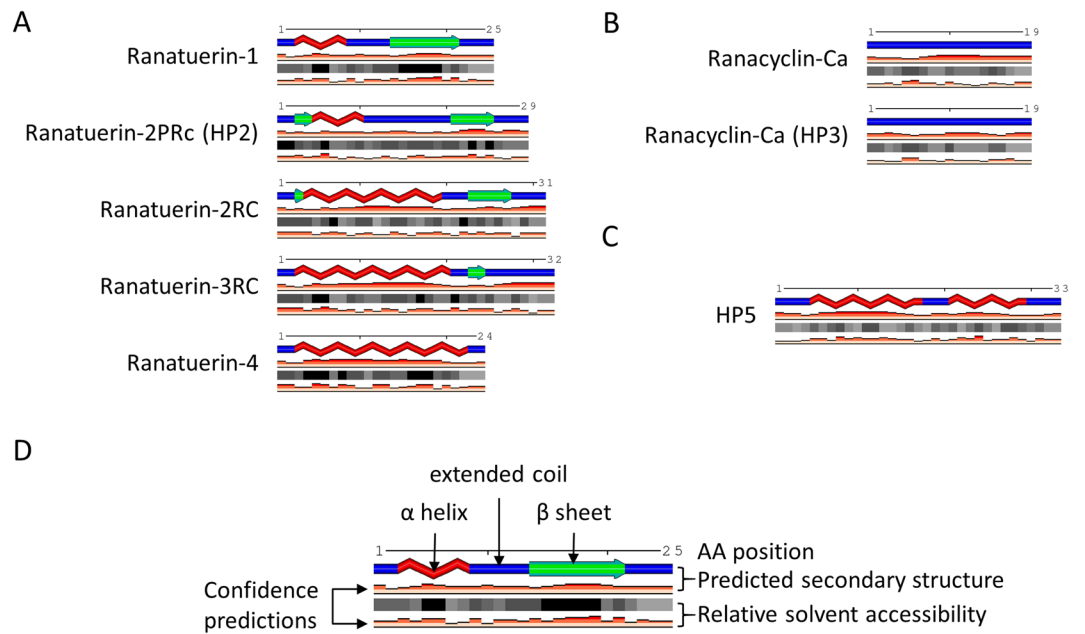 A
1 25
Ranatuerin-1
1 29
Ranatuerin-2PRc (HP2)
1 31
Ranatuerin-2RC
1 32
Ranatuerin-3RC
1 24
Ranatuerin-4
B
1 19
Ranacyclin-Ca
1 19
Ranacyclin-Ca (HP3)
C
1 33
HP5
D
extended coil
α helix
β sheet
1 25
AA position
Predicted secondary structure
Confidence
predictions
Relative solvent accessibility